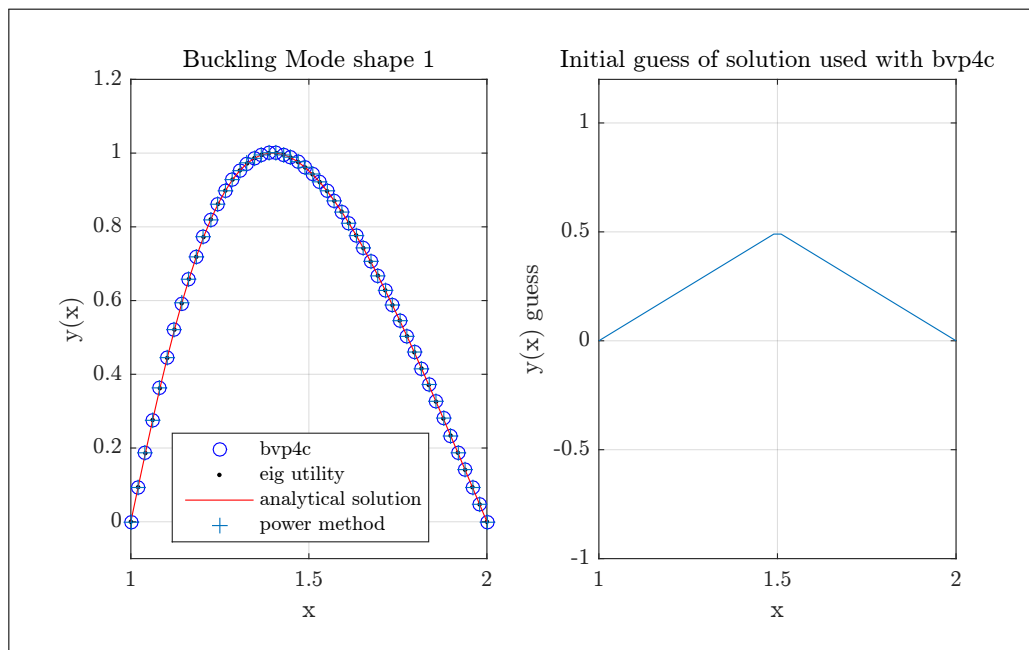 Buckling Mode shape 1
1.2
1
0.8
0.6
0.4
0.2
0
y(x)
bvp4c
eig utility
analytical solution
power method
1
1.5
2
x
Initial guess of solution used with bvp4c
1
0.5
0
-0.5
-1
y(x) guess
1
1.5
2
x